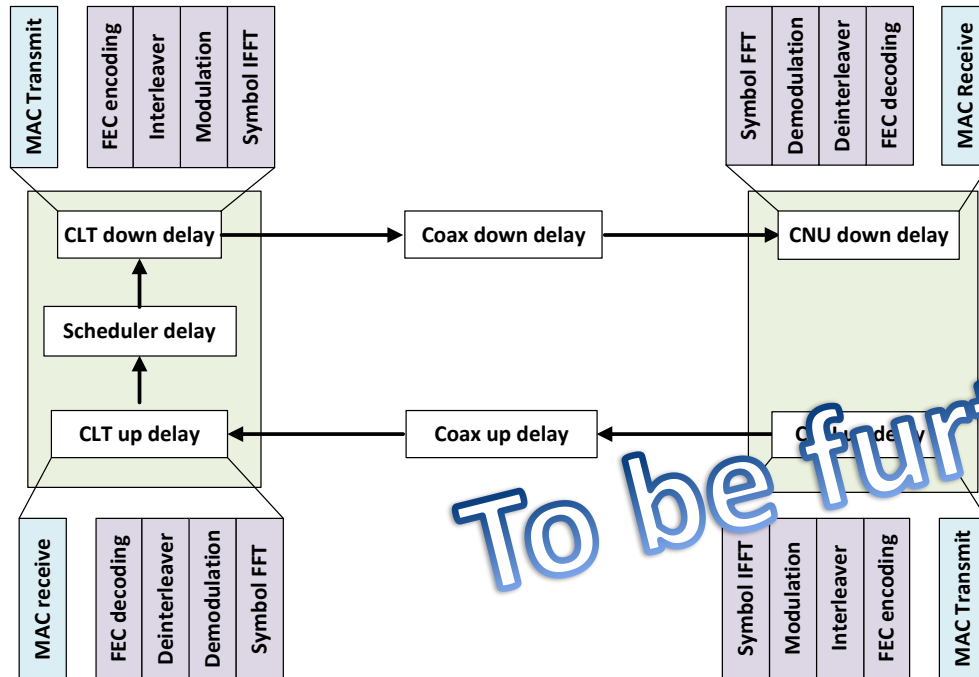 MAC Transmit
FEC encoding
Interleaver
Modulation
Symbol IFFT
Symbol FFT
Demodulation
Deinterleaver
FEC decoding
MAC Receive
CLT down delay
Coax down delay
CNU down delay
Scheduler delay
CLT up delay
Coax up delay
delay
To be
MAC receive
FEC decoding
Deinterleaver
Demodulation
Symbol FFT
Symbol IFFT
Modulation
Interleaver
FEC encoding
MAC Transmit